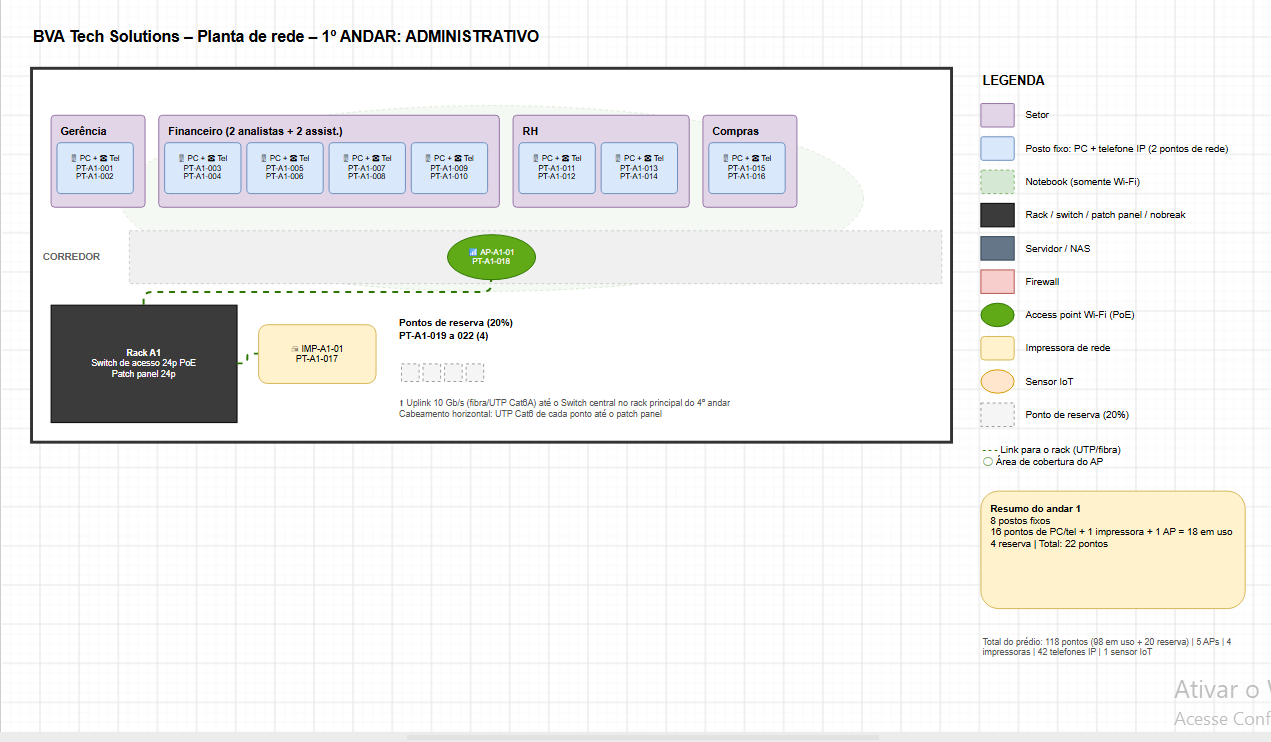 BVA Tech Solutions – Planta de rede – 1º ANDAR: ADMINISTRATIVO
Gerência
PC + ☎ Tel
PT-A1-001
PT-A1-002
Financeiro (2 analistas + 2 assist.)
PC + ☎ Tel
PT-A1-003
PT-A1-004
PC + ☎ Tel
PT-A1-005
PT-A1-006
PC + ☎ Tel
PT-A1-007
PT-A1-008
PC + ☎ Tel
PT-A1-009
PT-A1-010
RH
PC + ☎ Tel
PT-A1-011
PT-A1-012
PC + ☎ Tel
PT-A1-013
PT-A1-014
Compras
PC + ☎ Tel
PT-A1-015
PT-A1-016
CORREDOR
AP-A1-01
PT-A1-018
Rack A1
Switch de acesso 24p PoE
Patch panel 24p
IMP-A1-01
PT-A1-017
Pontos de reserva (20%)
PT-A1-019 a 022 (4)
⬆ Uplink 10 Gb/s (fibra/UTP Cat6A) até o Switch central no rack principal do 4º andar
Cabeamento horizontal: UTP Cat6 de cada ponto até o patch panel
LEGENDA
Setor
Posto fixo: PC + telefone IP (2 pontos de rede)
Notebook (somente Wi-Fi)
Rack / switch / patch panel / nobreak
Servidor / NAS
Firewall
Access point Wi-Fi (PoE)
Impressora de rede
Sensor IoT
Ponto de reserva (20%)
Link para o rack (UTP/fibra)
Área de cobertura do AP
Resumo do andar 1
8 postos fixos
16 pontos de PC/tel + 1 impressora + 1 AP = 18 em uso
4 reserva | Total: 22 pontos
Total do prédio: 118 pontos (98 em uso + 20 reserva) | 5 APs | 4
impressoras | 42 telefones IP | 1 sensor IoT
Ativar o
Acesse Conf